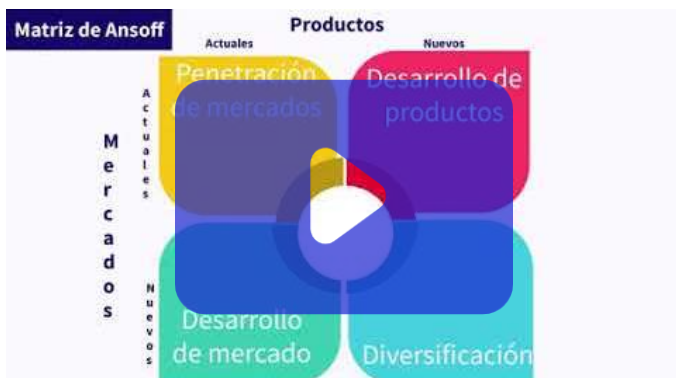 Matriz de Ansoff
Productos
Actuales
Nuevos
Mercados
Actuales
Penetración
de mercados
Desarrollo de
productos
Nuevos
Desarrollo
de mercado
Diversificación